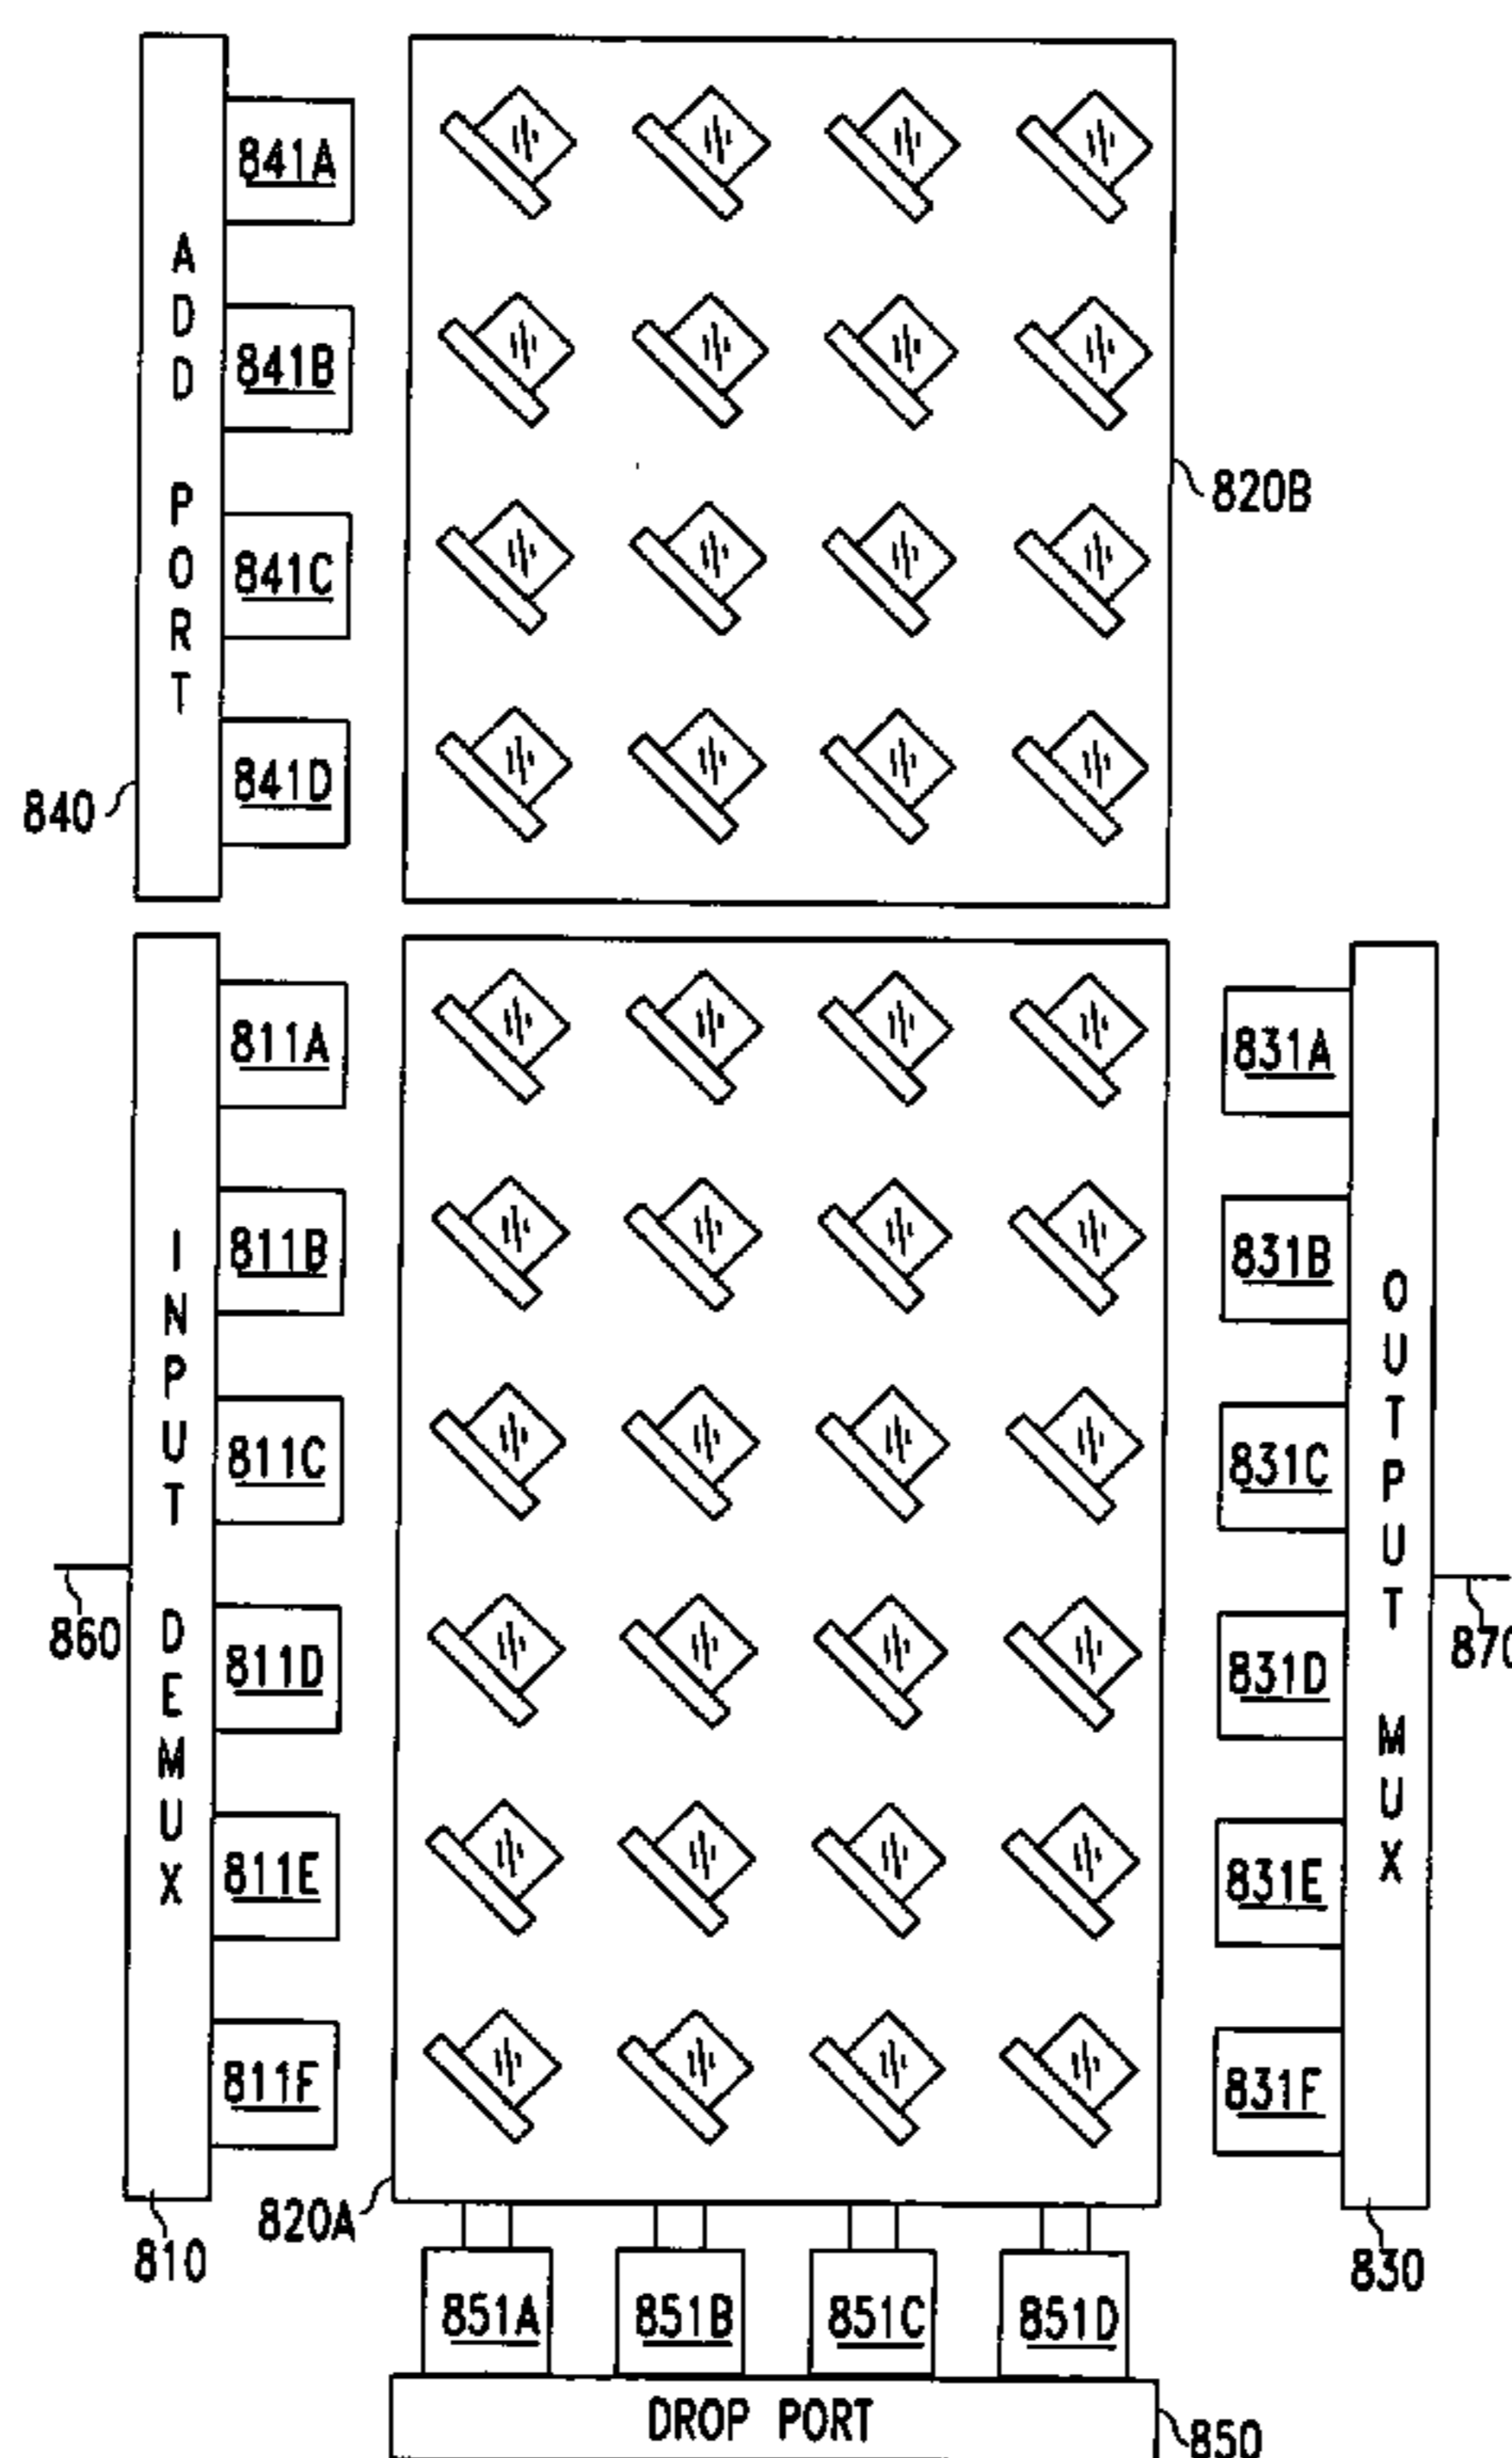 ADD PORT
841A
841B
841C
841D
840
820B
INPUT DEMUX
811A
811B
811C
811D
811E
811F
860
810
820A
831A
831B
831C
831D
831E
831F
OUTPUT MUX
870
830
851A
851B
851C
851D
DROP PORT
850